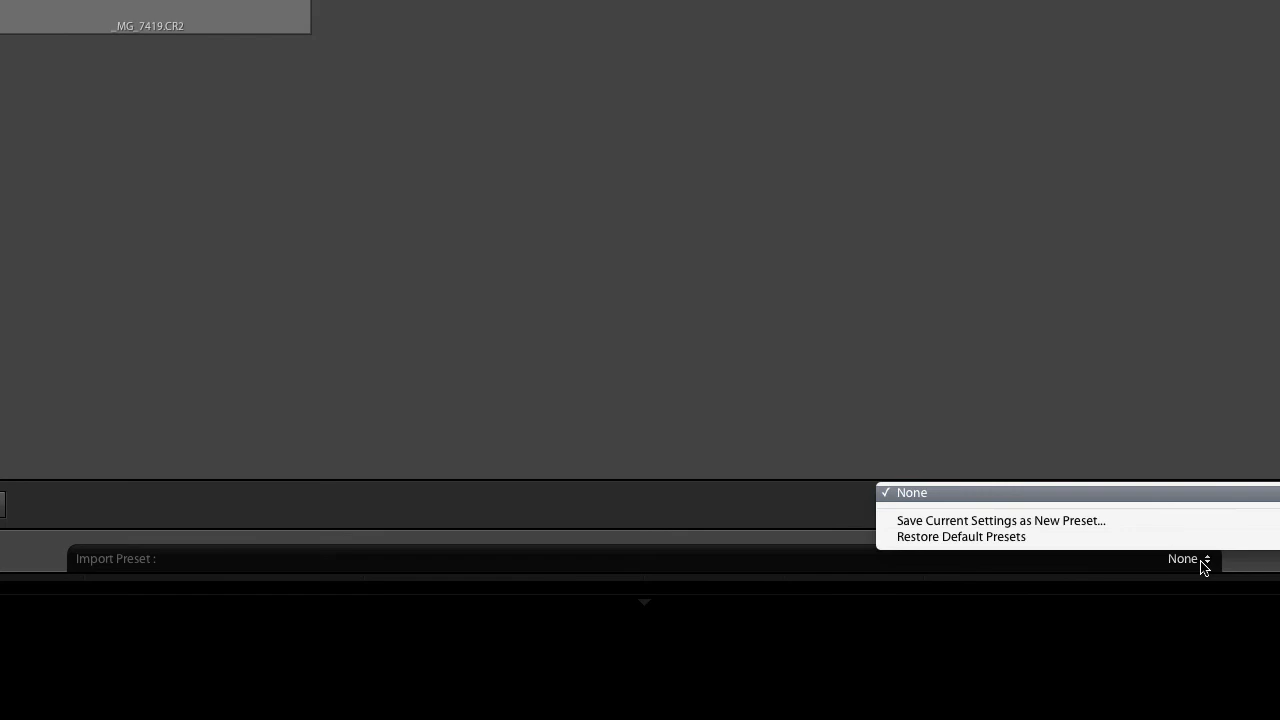 _MG_7419.CR2
✓ None
Save Current Settings as New Preset...
Restore Default Presets
Import Preset : None